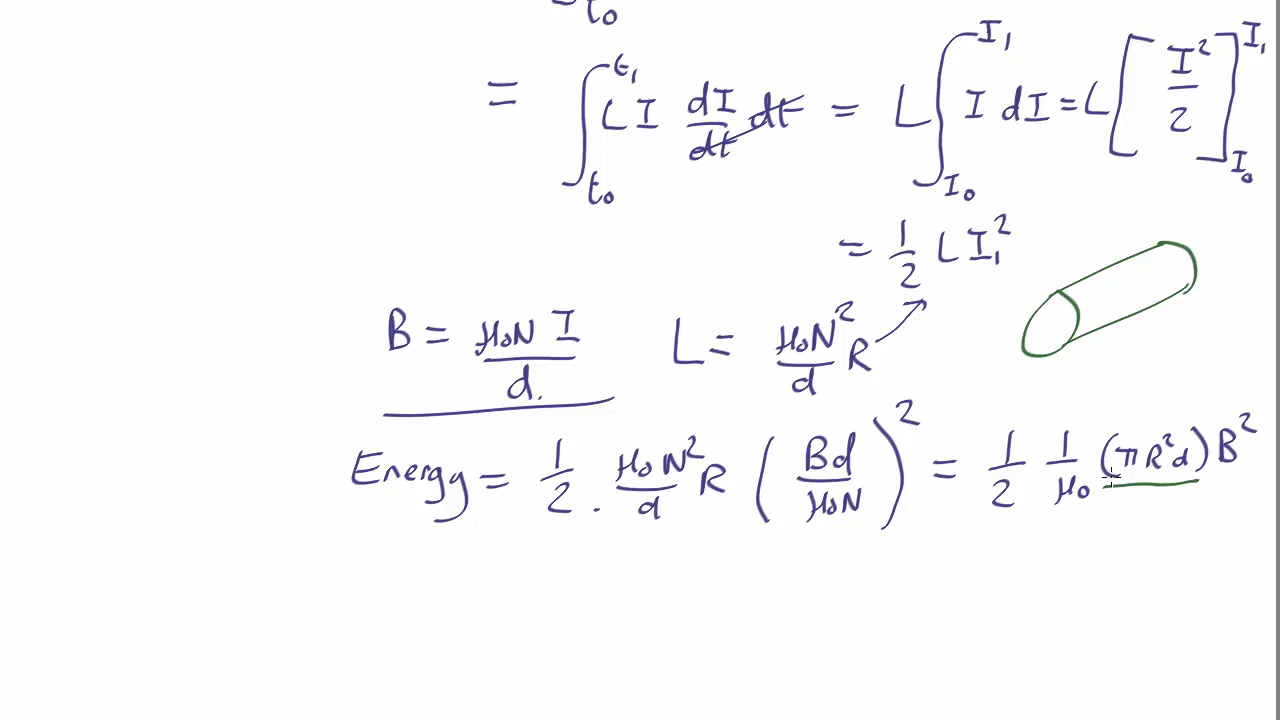 t₀
= ∫_{t₀}^{t₁} L I dI/dt dt = L ∫_{I₀}^{I₁} I dI = L [ I²/2 ]_{I₀}^{I₁}
= 1/2 L I₁²
B = μ₀N I/d. L = μ₀N²/d R
Energy = 1/2 . μ₀N²/d R (Bd/μ₀N)² = 1/2 1/μ₀ (πR²d) B²